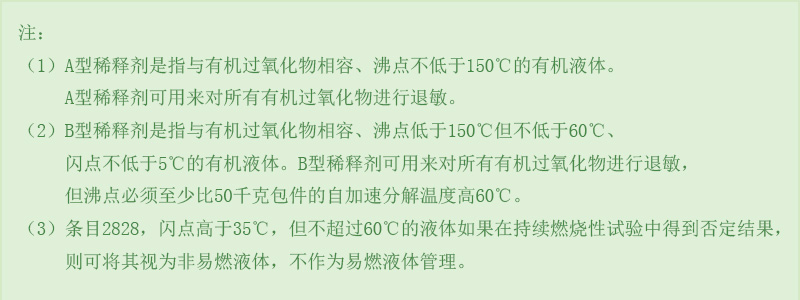 注：
（1）A型稀释剂是指与有机过氧化物相容、沸点不低于150℃的有机液体。
A型稀释剂可用来对所有有机过氧化物进行退敏。
（2）B型稀释剂是指与有机过氧化物相容、沸点低于150℃但不低于60℃、
闪点不低于5℃的有机液体。B型稀释剂可用来对所有有机过氧化物进行退敏，
但沸点必须至少比50千克包件的自加速分解温度高60℃。
（3）条目2828，闪点高于35℃，但不超过60℃的液体如果在持续燃烧性试验中得到否定结果，
则可将其视为非易燃液体，不作为易燃液体管理。